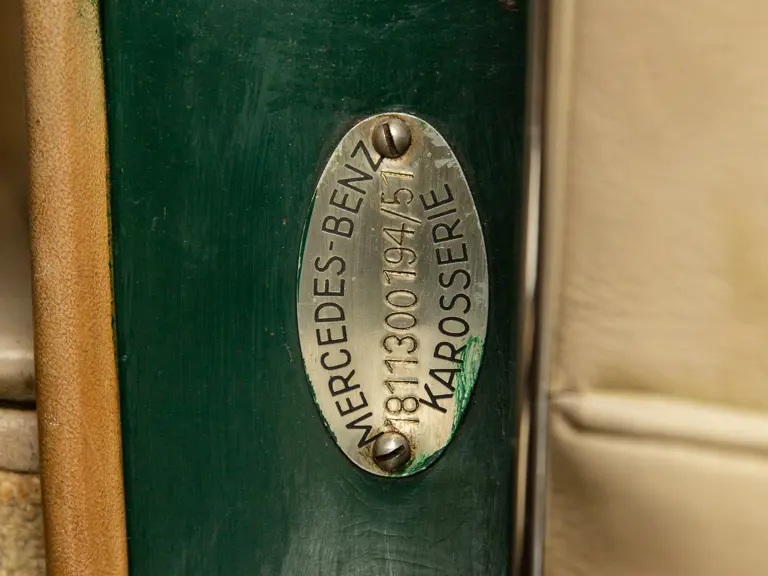 MERCEDES-BENZ
1811300194/51
KAROSSERIE